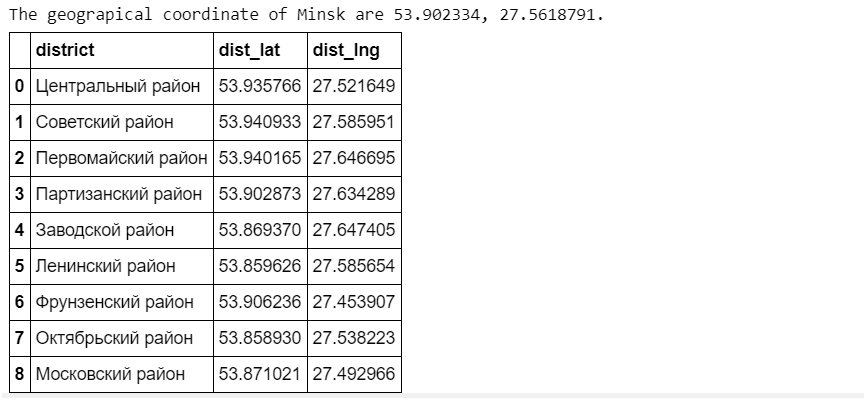 The geograpical coordinate of Minsk are 53.902334, 27.5618791.
district dist_lat dist_lng
0 Центральный район 53.935766 27.521649
1 Советский район 53.940933 27.585951
2 Первомайский район 53.940165 27.646695
3 Партизанский район 53.902873 27.634289
4 Заводской район 53.869370 27.647405
5 Ленинский район 53.859626 27.585654
6 Фрунзенский район 53.906236 27.453907
7 Октябрьский район 53.858930 27.538223
8 Московский район 53.871021 27.492966